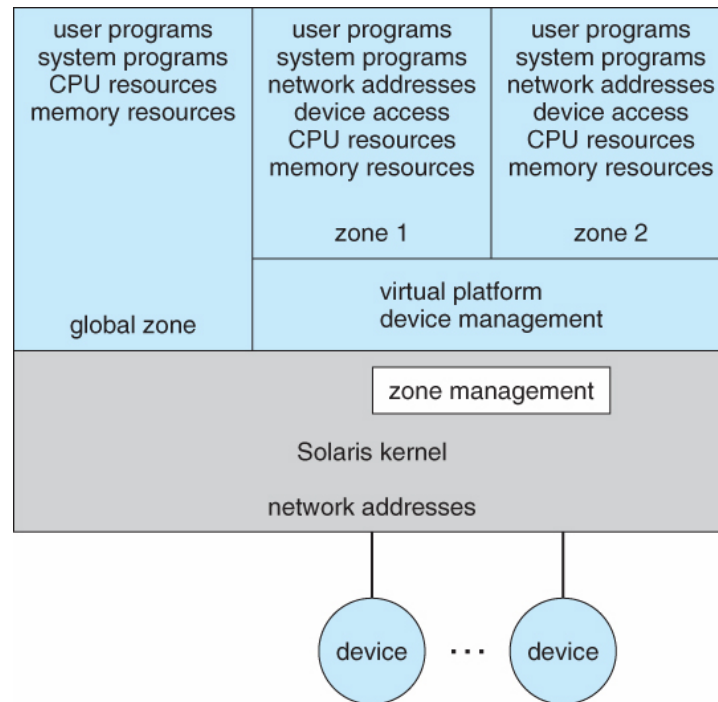 user programs
system programs
CPU resources
memory resources
global zone
user programs
system programs
network addresses
device access
CPU resources
memory resources
zone 1
user programs
system programs
network addresses
device access
CPU resources
memory resources
zone 2
virtual platform
device management
zone management
Solaris kernel
network addresses
device
...
device